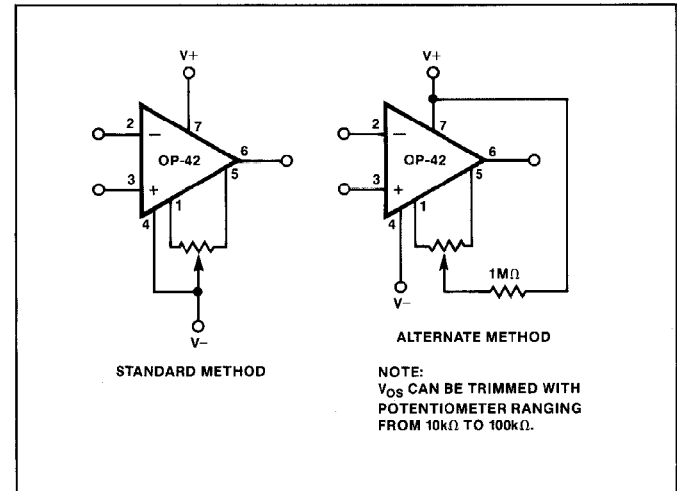 V+
2
−
7
OP-42
6
5
3
+
1
4
V−
STANDARD METHOD
V+
2
−
7
OP-42
6
5
3
+
1
4
1MΩ
V−
ALTERNATE METHOD
NOTE:
VOS CAN BE TRIMMED WITH
POTENTIOMETER RANGING
FROM 10kΩ TO 100kΩ.